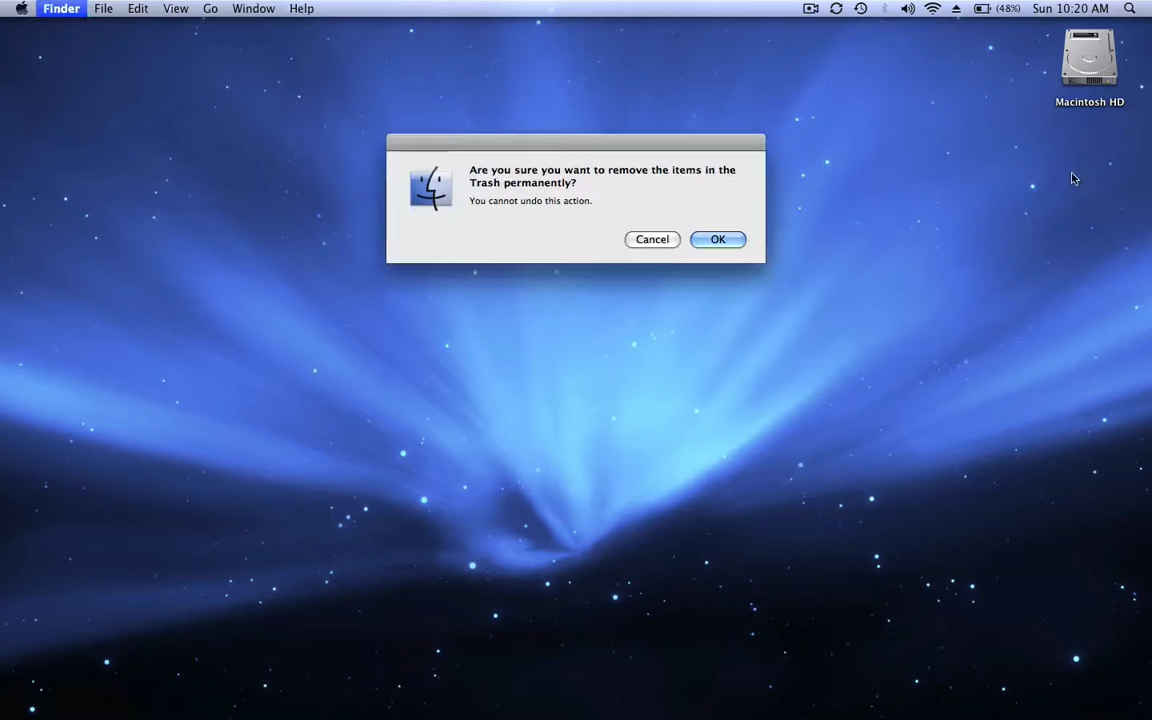 Finder File Edit View Go Window Help (48%) Sun 10:20 AM
Macintosh HD
Are you sure you want to remove the items in the
Trash permanently?
You cannot undo this action.
Cancel OK